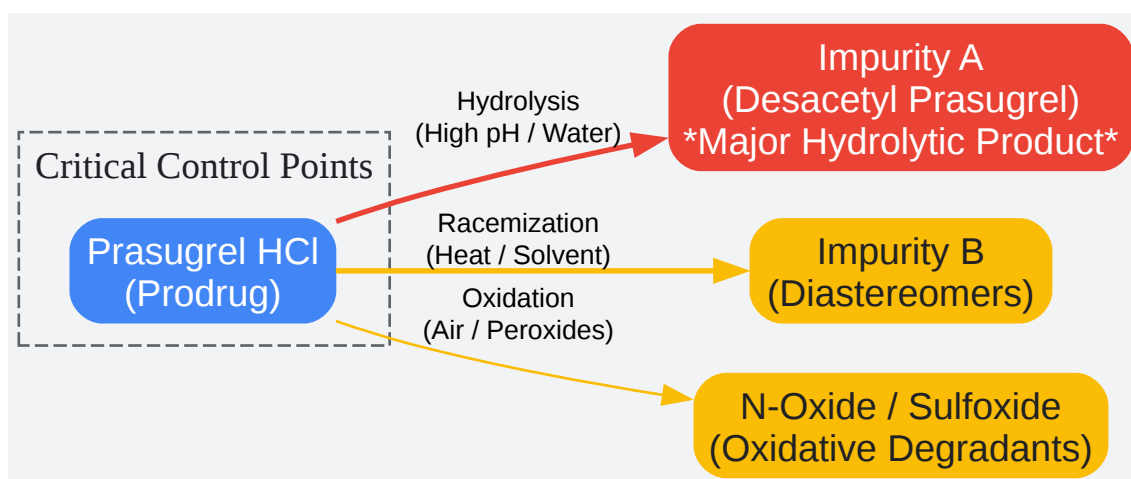 Critical Control Points
Prasugrel HCl
(Prodrug)
Hydrolysis
(High pH / Water)
Impurity A
(Desacetyl Prasugrel)
*Major Hydrolytic Product*
Racemization
(Heat / Solvent)
Impurity B
(Diastereomers)
Oxidation
(Air / Peroxides)
N-Oxide / Sulfoxide
(Oxidative Degradants)